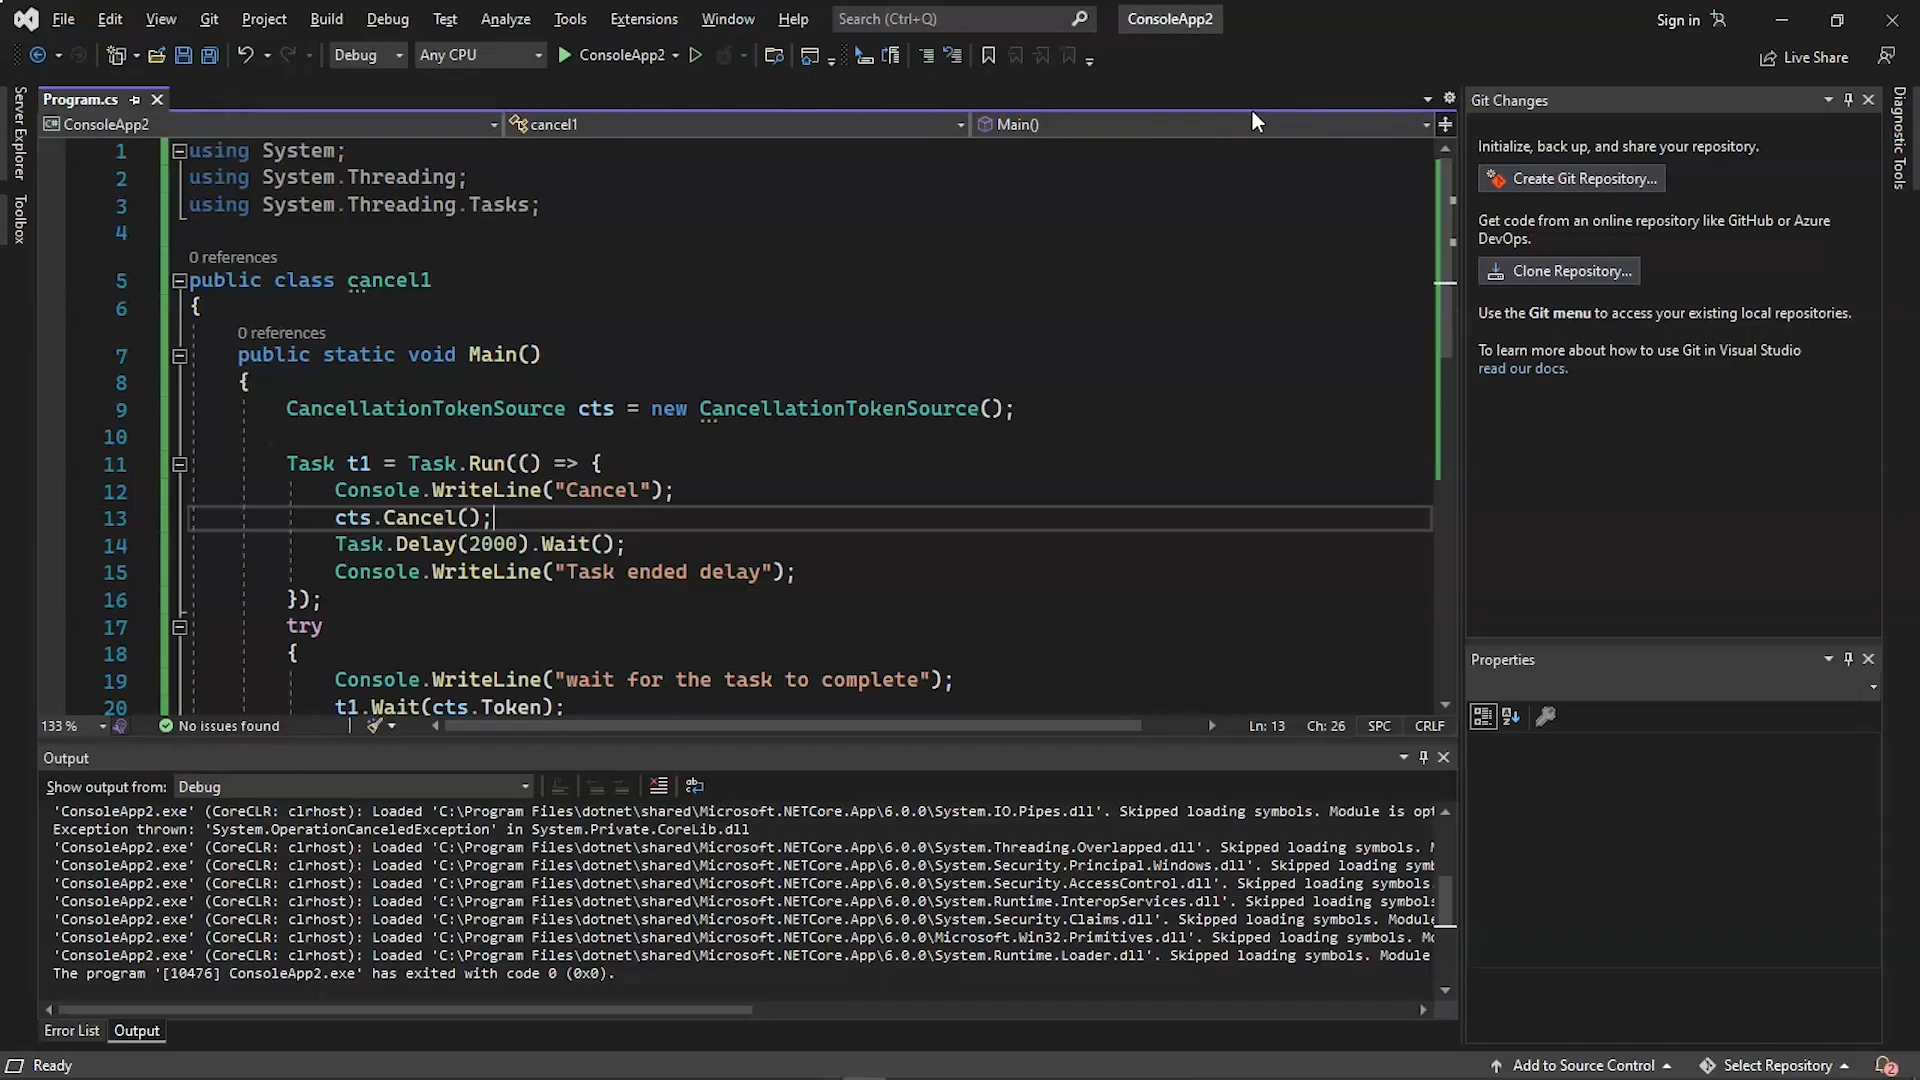 File Edit View Git Project Build Debug Test Analyze Tools Extensions Window Help Search (Ctrl+Q) ConsoleApp2 Sign in
Debug Any CPU ConsoleApp2 Live Share
Server Explorer
Toolbox
Program.cs
ConsoleApp2 cancel1 Main()
1 using System;
2 using System.Threading;
3 using System.Threading.Tasks;
4
0 references
5 public class cancel1
6 {
0 references
7 public static void Main()
8 {
9 CancellationTokenSource cts = new CancellationTokenSource();
10
11 Task t1 = Task.Run(() => {
12 Console.WriteLine("Cancel");
13 cts.Cancel();
14 Task.Delay(2000).Wait();
15 Console.WriteLine("Task ended delay");
16 });
17 try
18 {
19 Console.WriteLine("wait for the task to complete");
20 t1.Wait(cts.Token);
133 % No issues found Ln: 13 Ch: 26 SPC CRLF
Output
Show output from: Debug
'ConsoleApp2.exe' (CoreCLR: clrhost): Loaded 'C:\Program Files\dotnet\shared\Microsoft.NETCore.App\6.0.0\System.IO.Pipes.dll'. Skipped loading symbols. Module is opt
Exception thrown: 'System.OperationCanceledException' in System.Private.CoreLib.dll
'ConsoleApp2.exe' (CoreCLR: clrhost): Loaded 'C:\Program Files\dotnet\shared\Microsoft.NETCore.App\6.0.0\System.Threading.Overlapped.dll'. Skipped loading symbols. M
'ConsoleApp2.exe' (CoreCLR: clrhost): Loaded 'C:\Program Files\dotnet\shared\Microsoft.NETCore.App\6.0.0\System.Security.Principal.Windows.dll'. Skipped loading symb
'ConsoleApp2.exe' (CoreCLR: clrhost): Loaded 'C:\Program Files\dotnet\shared\Microsoft.NETCore.App\6.0.0\System.Security.AccessControl.dll'. Skipped loading symbols.
'ConsoleApp2.exe' (CoreCLR: clrhost): Loaded 'C:\Program Files\dotnet\shared\Microsoft.NETCore.App\6.0.0\System.Runtime.InteropServices.dll'. Skipped loading symbols
'ConsoleApp2.exe' (CoreCLR: clrhost): Loaded 'C:\Program Files\dotnet\shared\Microsoft.NETCore.App\6.0.0\System.Security.Claims.dll'. Skipped loading symbols. Module
'ConsoleApp2.exe' (CoreCLR: clrhost): Loaded 'C:\Program Files\dotnet\shared\Microsoft.NETCore.App\6.0.0\Microsoft.Win32.Primitives.dll'. Skipped loading symbols. Mo
'ConsoleApp2.exe' (CoreCLR: clrhost): Loaded 'C:\Program Files\dotnet\shared\Microsoft.NETCore.App\6.0.0\System.Runtime.Loader.dll'. Skipped loading symbols. Module
The program '[10476] ConsoleApp2.exe' has exited with code 0 (0x0).
Error List Output
Git Changes
Initialize, back up, and share your repository.
Create Git Repository...
Get code from an online repository like GitHub or Azure
DevOps.
Clone Repository...
Use the Git menu to access your existing local repositories.
To learn more about how to use Git in Visual Studio
read our docs.
Properties
Diagnostic Tools
Ready Add to Source Control Select Repository 2